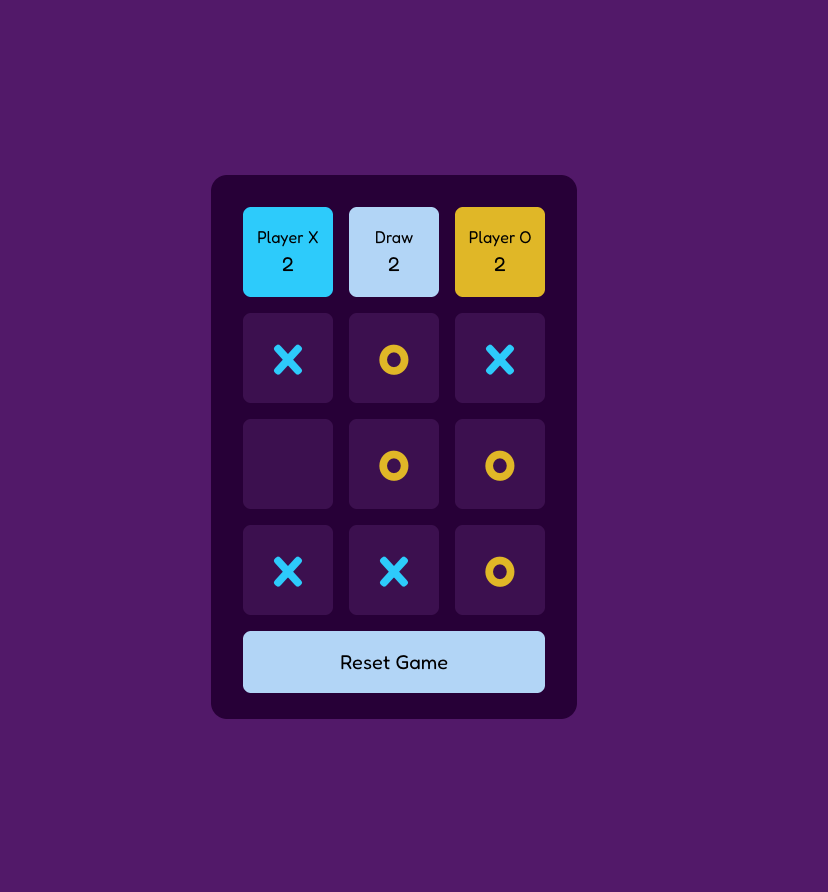 Player X
2
Draw
2
Player O
2
X O X
O O
X X O
Reset Game